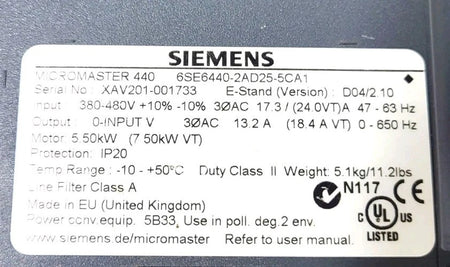 SIEMENS
MICROMASTER 440 6SE6440-2AD25-5CA1
Serial No : XAV201-001733 E-Stand (Version) : D04/2.10
Input: 380-480V +10% -10% 3ØAC 17.3 / (24.0VT)A 47 - 63 Hz
Output : 0-INPUT V 3ØAC 13.2 A (18.4 A VT) 0 - 650 Hz
Motor: 5.50kW (7.50kW VT)
Protection: IP20
Temp.Range : -10 - +50°C Duty Class II Weight: 5.1kg/11.2lbs
Line Filter Class A
N117
Made in EU (United Kingdom)
Power conv.equip. 5B33, Use in poll. deg.2 env.
C UL US
LISTED
www.siemens.de/micromaster Refer to user manual.